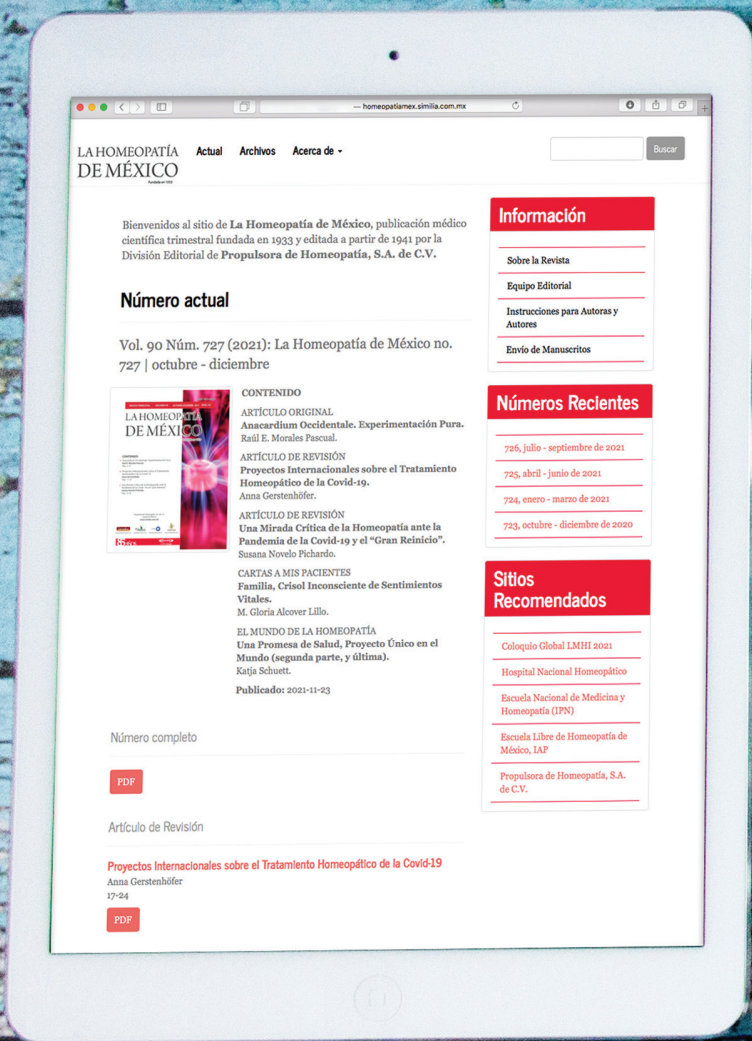 — homeopatiamex.similia.com.mx
LA HOMEOPATÍA
DE MÉXICO
Fundada en 1933
Actual Archivos Acerca de
Buscar
Bienvenidos al sitio de La Homeopatía de México, publicación médico
científica trimestral fundada en 1933 y editada a partir de 1941 por la
División Editorial de Propulsora de Homeopatía, S.A. de C.V.
Número actual
Vol. 90 Núm. 727 (2021): La Homeopatía de México no.
727 | octubre - diciembre
LA HOMEOPATÍA
DE MÉXICO
CONTENIDO
CONTENIDO
ARTÍCULO ORIGINAL
Anacardium Occidentale. Experimentación Pura.
Raúl E. Morales Pascual.
ARTÍCULO DE REVISIÓN
Proyectos Internacionales sobre el Tratamiento
Homeopático de la Covid-19.
Anna Gerstenhöfer.
ARTÍCULO DE REVISIÓN
Una Mirada Crítica de la Homeopatía ante la
Pandemia de la Covid-19 y el “Gran Reinicio”.
Susana Novelo Pichardo.
CARTAS A MIS PACIENTES
Familia, Crisol Inconsciente de Sentimientos
Vitales.
M. Gloria Alcover Lillo.
EL MUNDO DE LA HOMEOPATÍA
Una Promesa de Salud, Proyecto Único en el
Mundo (segunda parte, y última).
Katja Schuett.
Publicado: 2021-11-23
Número completo
PDF
Artículo de Revisión
Proyectos Internacionales sobre el Tratamiento Homeopático de la Covid-19
Anna Gerstenhöfer
17-24
PDF
Información
Sobre la Revista
Equipo Editorial
Instrucciones para Autoras y
Autores
Envío de Manuscritos
Números Recientes
726, julio - septiembre de 2021
725, abril - junio de 2021
724, enero - marzo de 2021
723, octubre - diciembre de 2020
Sitios
Recomendados
Coloquio Global LMHI 2021
Hospital Nacional Homeopático
Escuela Nacional de Medicina y
Homeopatía (IPN)
Escuela Libre de Homeopatía de
México, IAP
Propulsora de Homeopatía, S.A.
de C.V.